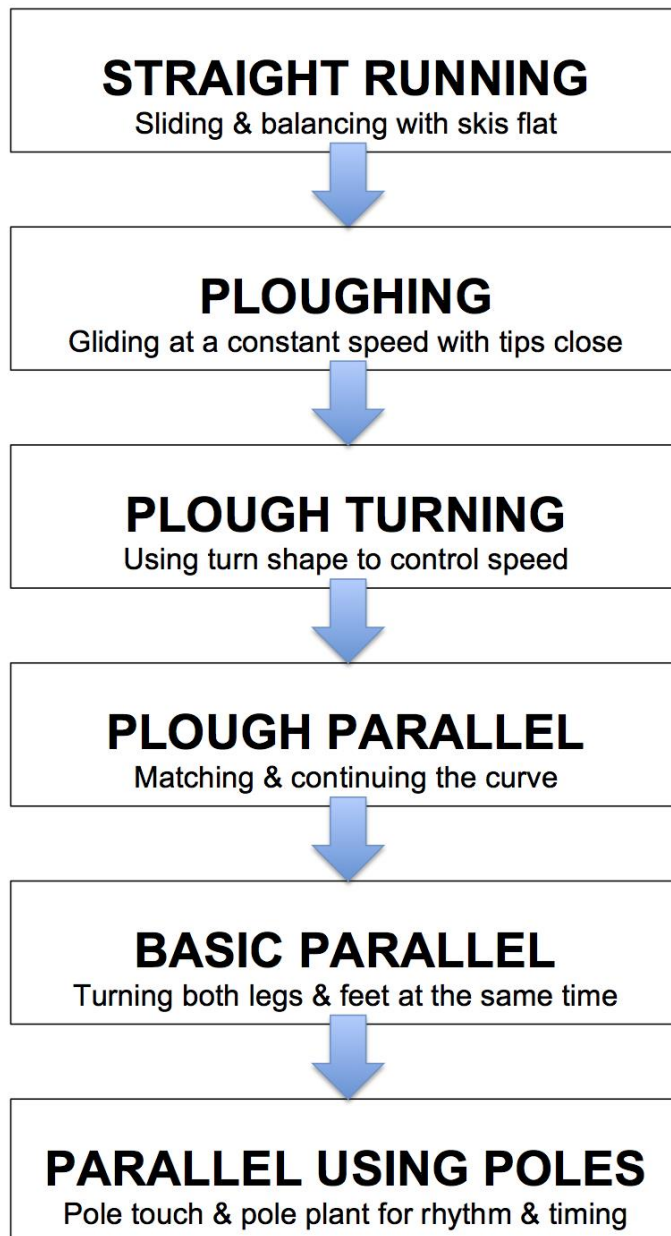 STRAIGHT RUNNING
Sliding & balancing with skis flat
PLOUGHING
Gliding at a constant speed with tips close
PLOUGH TURNING
Using turn shape to control speed
PLOUGH PARALLEL
Matching & continuing the curve
BASIC PARALLEL
Turning both legs & feet at the same time
PARALLEL USING POLES
Pole touch & pole plant for rhythm & timing